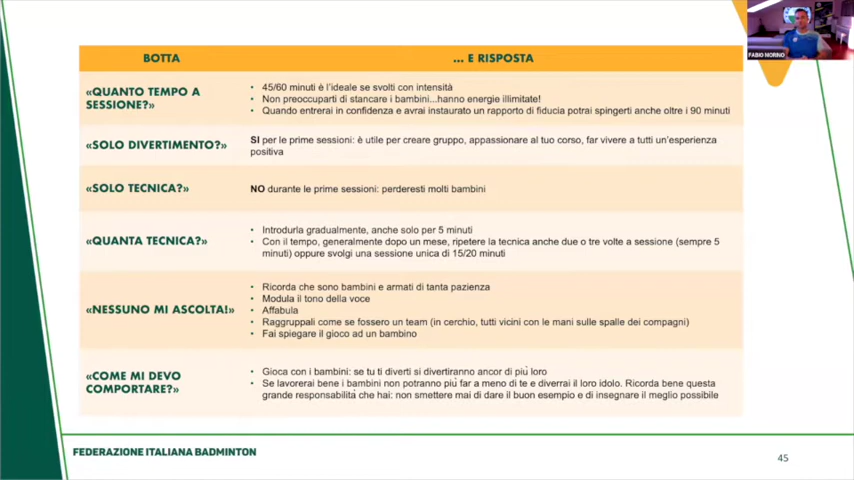 BOTTA
... E RISPOSTA
«QUANTO TEMPO A
SESSIONE?»
• 45/60 minuti è l'ideale se svolti con intensità
• Non preoccuparti di stancare i bambini...hanno energie illimitate!
• Quando entrerai in confidenza e avrai instaurato un rapporto di fiducia potrai spingerti anche oltre i 90 minuti
«SOLO DIVERTIMENTO?»
SI per le prime sessioni: è utile per creare gruppo, appassionare al tuo corso, far vivere a tutti un'esperienza
positiva
«SOLO TECNICA?»
NO durante le prime sessioni: perderesti molti bambini
«QUANTA TECNICA?»
• Introdurla gradualmente, anche solo per 5 minuti
• Con il tempo, generalmente dopo un mese, ripetere la tecnica anche due o tre volte a sessione (sempre 5
minuti) oppure svolgi una sessione unica di 15/20 minuti
«NESSUNO MI ASCOLTA!»
• Ricorda che sono bambini e armati di tanta pazienza
• Modula il tono della voce
• Affabula
• Raggruppali come se fossero un team (in cerchio, tutti vicini con le mani sulle spalle dei compagni)
• Fai spiegare il gioco ad un bambino
«COME MI DEVO
COMPORTARE?»
• Gioca con i bambini: se tu ti diverti si divertiranno ancor di più loro
• Se lavorerai bene i bambini non potranno più far a meno di te e diverrai il loro idolo. Ricorda bene questa
grande responsabilità che hai: non smettere mai di dare il buon esempio e di insegnare il meglio possibile
FEDERAZIONE ITALIANA BADMINTON
45
FABIO MORINO